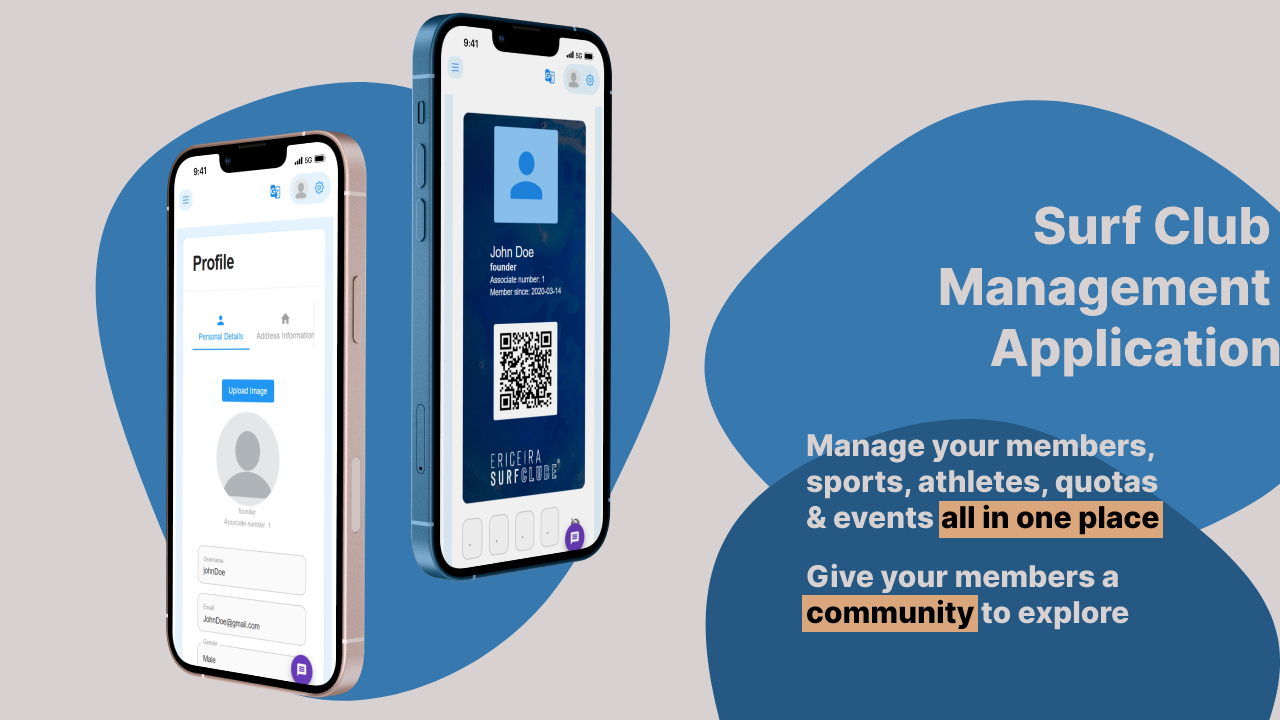 9:41
5G
Profile
Personal Details
Address Information
Upload Image
founder
Associate number: 1
Username
johnDoe
Email
JohnDoe@gmail.com
Gender
Male
9:41
5G
John Doe
founder
Associate number: 1
Member since: 2020-03-14
ERICEIRA
SURFCLUBE
Surf Club
Management
Application
Manage your members,
sports, athletes, quotas
& events all in one place
Give your members a
community to explore